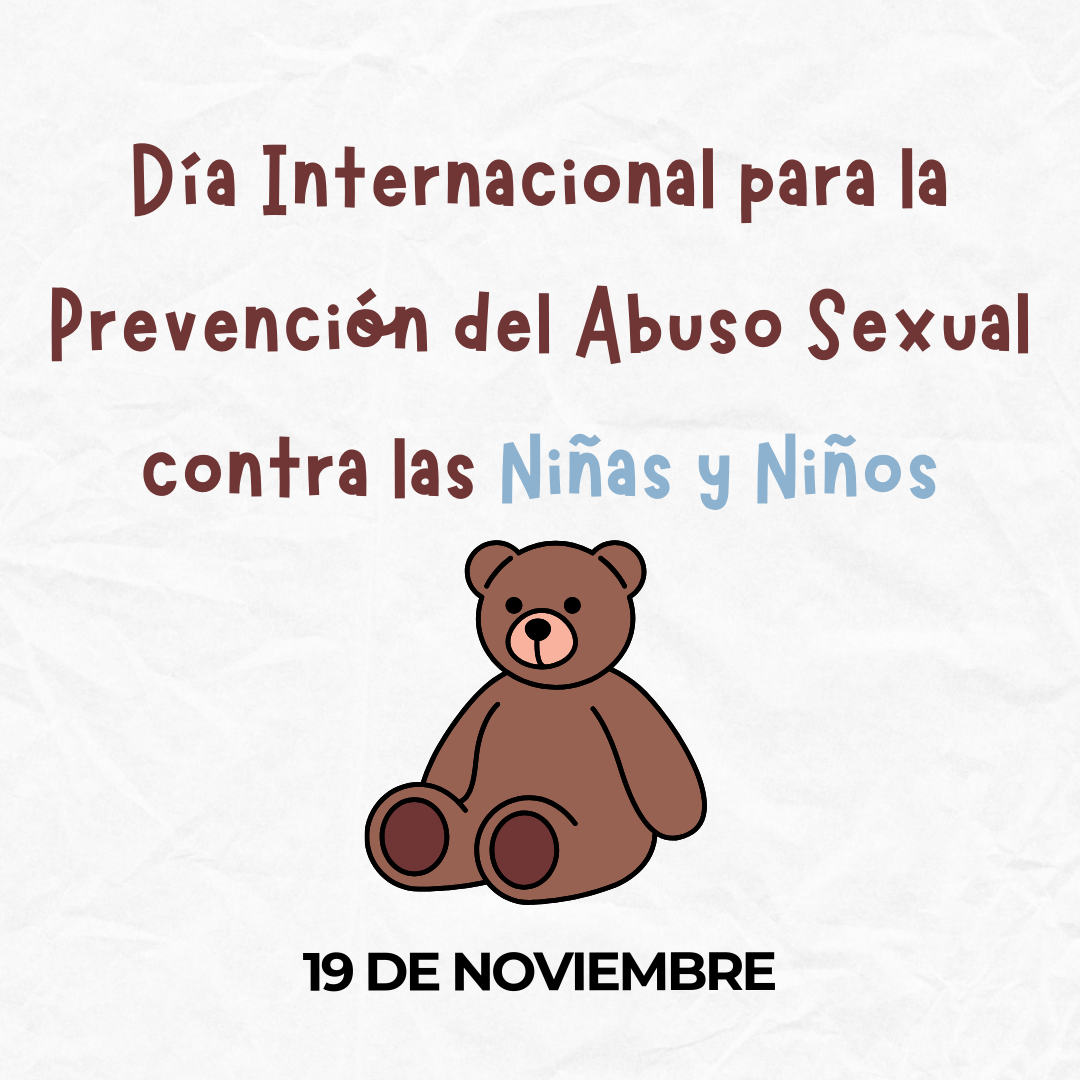 Día Internacional para la
Prevención del Abuso Sexual
contra las Niñas y Niños
19 DE NOVIEMBRE